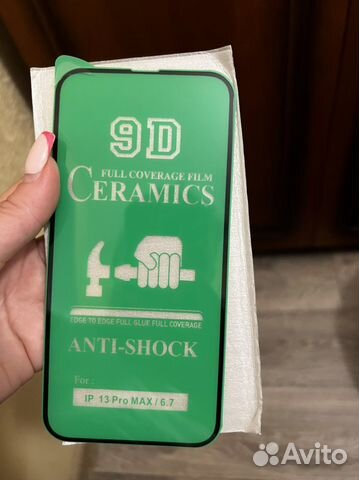 9D
FULL COVERAGE FILM
CERAMICS
EDGE TO EDGE FULL GLUE FULL COVERAGE
ANTI-SHOCK
For :
IP 13 Pro MAX / 6.7
Avito